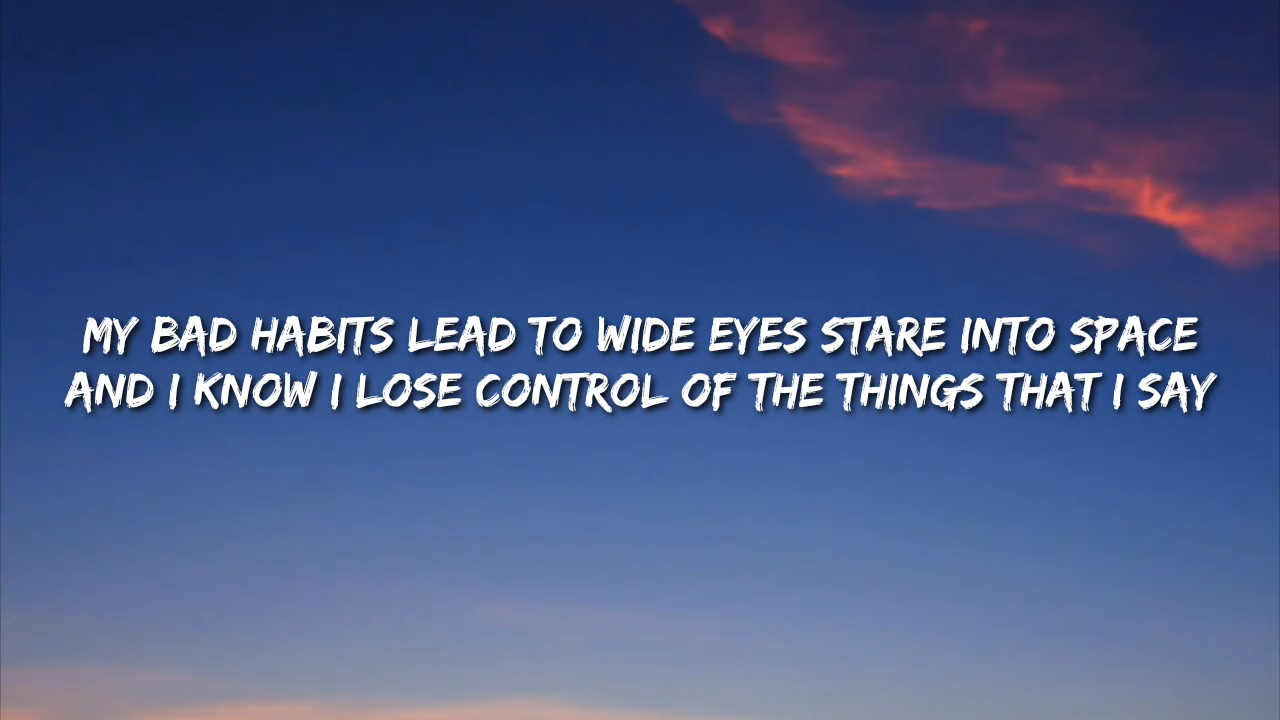 MY BAD HABITS LEAD TO WIDE EYES STARE INTO SPACE
AND I KNOW I LOSE CONTROL OF THE THINGS THAT I SAY